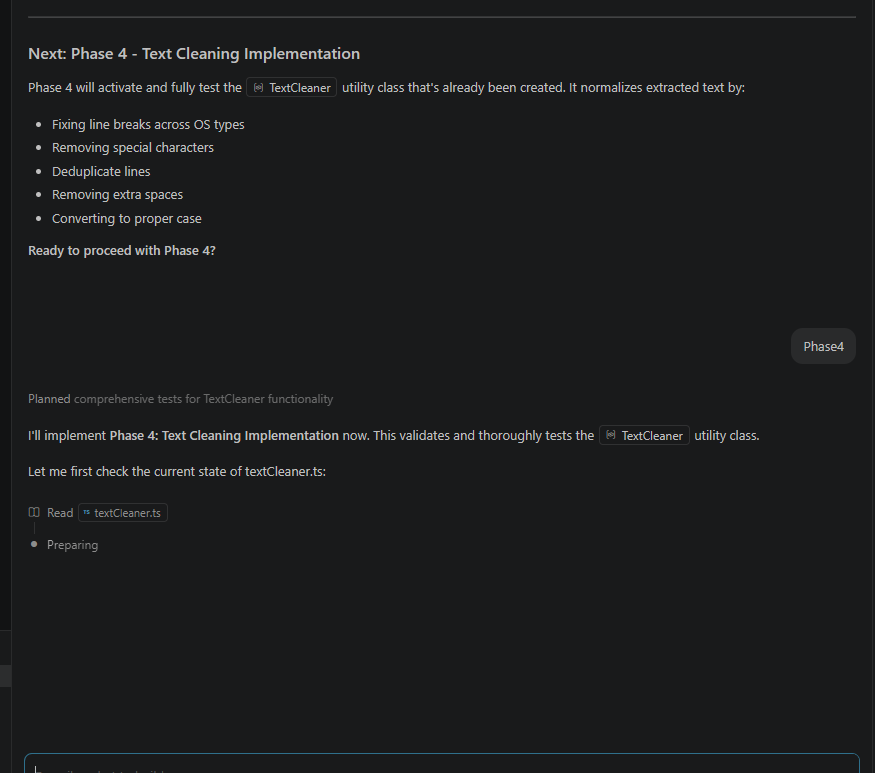 Next: Phase 4 - Text Cleaning Implementation
Phase 4 will activate and fully test the TextCleaner utility class that's already been created. It normalizes extracted text by:
Fixing line breaks across OS types
Removing special characters
Deduplicate lines
Removing extra spaces
Converting to proper case
Ready to proceed with Phase 4?
Phase4
Planned comprehensive tests for TextCleaner functionality
I'll implement Phase 4: Text Cleaning Implementation now. This validates and thoroughly tests the TextCleaner utility class.
Let me first check the current state of textCleaner.ts:
Read TS textCleaner.ts
Preparing